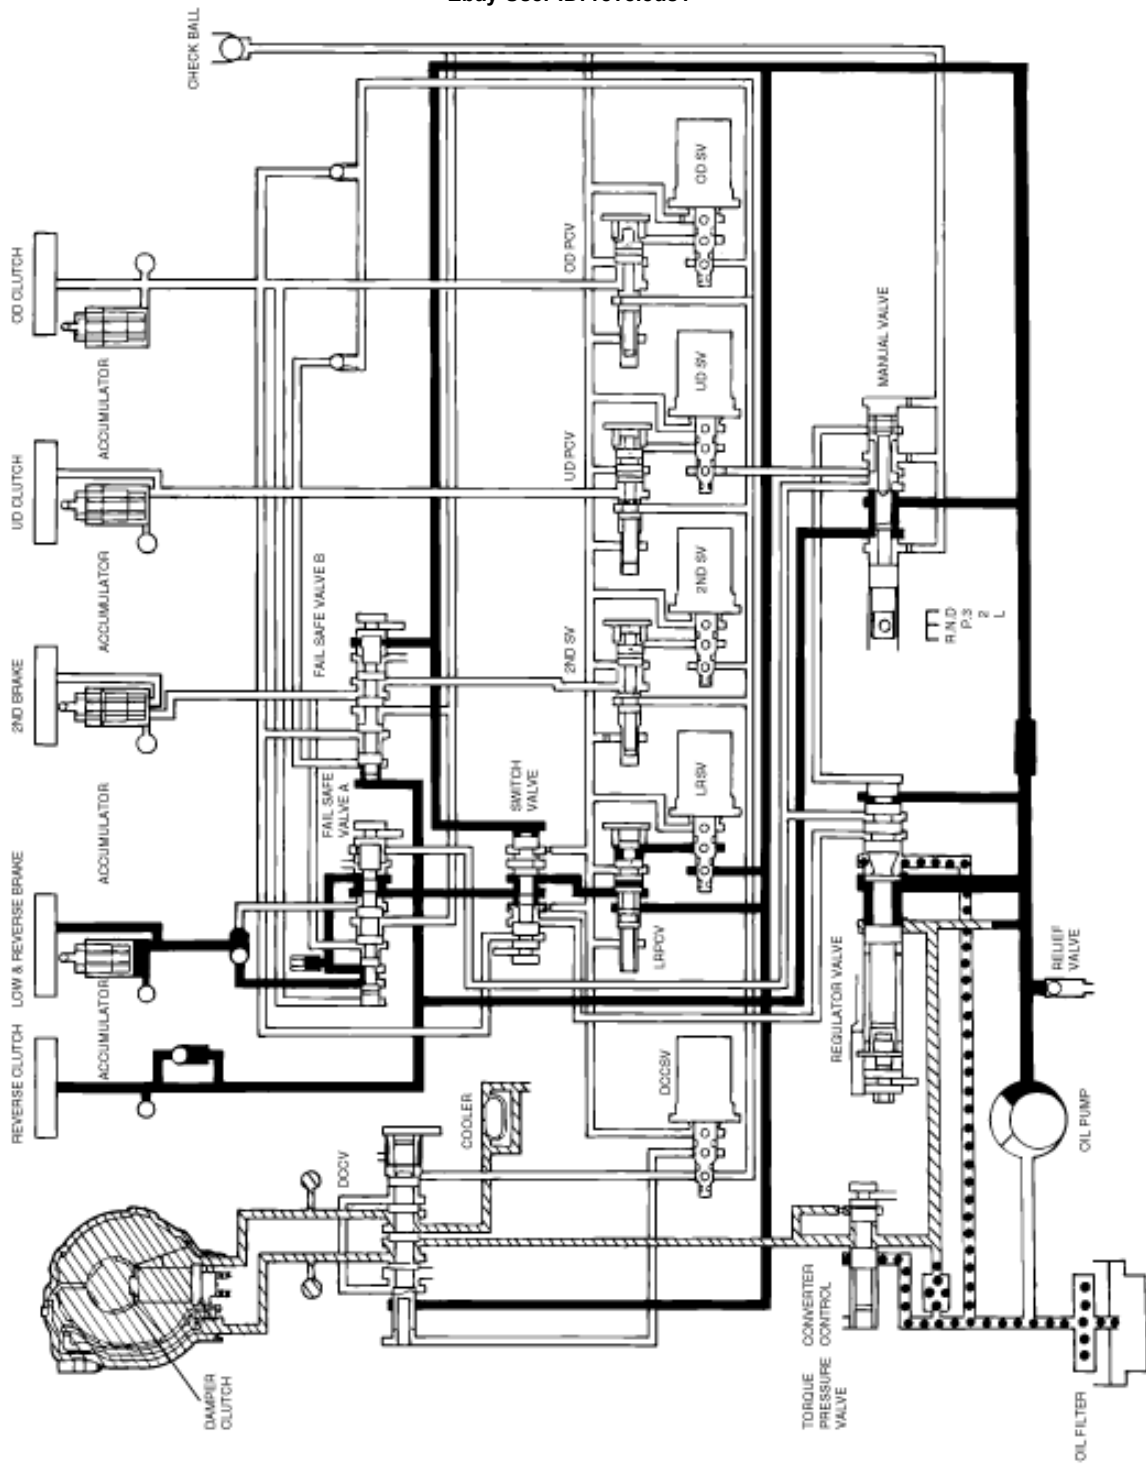 CHECK BALL
OD CLUTCH
ACCUMULATOR
UD CLUTCH
ACCUMULATOR
2ND BRAKE
ACCUMULATOR
LOW & REVERSE BRAKE
ACCUMULATOR
REVERSE CLUTCH
DAMPER
CLUTCH
FAIL SAFE VALVE B
FAIL SAFE
VALVE A
SWITCH
VALVE
DCCV
COOLER
OD PCV
OD SV
UD PCV
UD SV
2ND SV
2ND SV
LRSV
LRPCV
DCCSV
MANUAL VALVE
R.N.D
P.3
2
L
REGULATOR VALVE
RELIEF
VALVE
OIL PUMP
TORQUE CONVERTER
PRESSURE CONTROL
VALVE
OIL FILTER